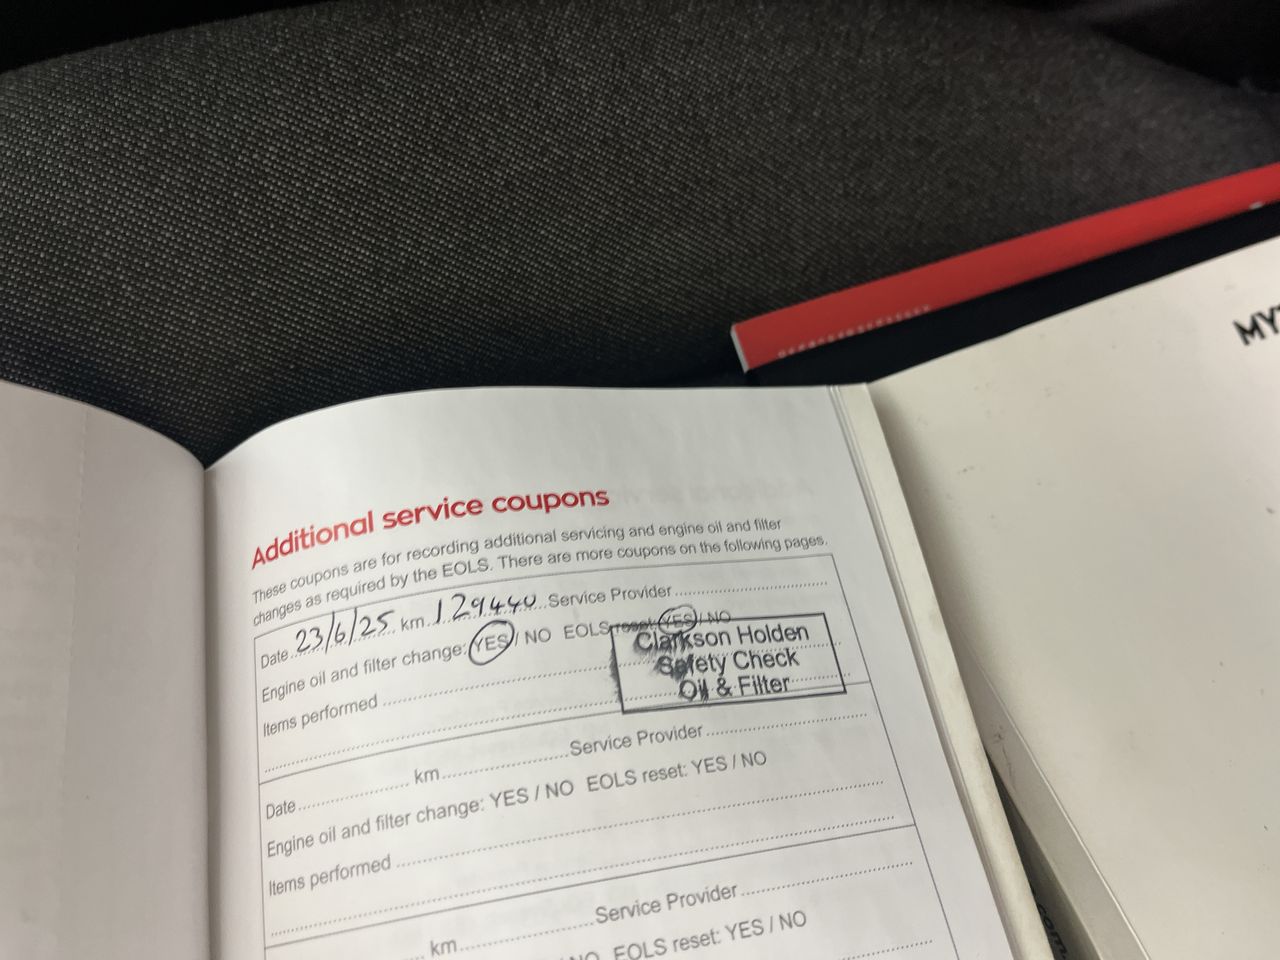 Additional service coupons
These coupons are for recording additional servicing and engine oil and filter
changes as required by the EOLS. There are more coupons on the following pages.
Date 23/6/25 km 129440 Service Provider
Engine oil and filter change: YES / NO EOLS reset: YES / NO
Clarkson Holden
Safety Check
Oil & Filter
Items performed
Date km Service Provider
Engine oil and filter change: YES / NO EOLS reset: YES / NO
Items performed
km Service Provider
NO EOLS reset: YES / NO
MY
.com.